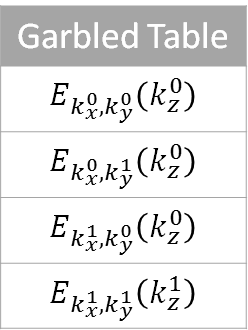 Garbled Table
$E_{k_x^0,k_y^0}(k_z^0)$
$E_{k_x^0,k_y^1}(k_z^0)$
$E_{k_x^1,k_y^0}(k_z^0)$
$E_{k_x^1,k_y^1}(k_z^1)$